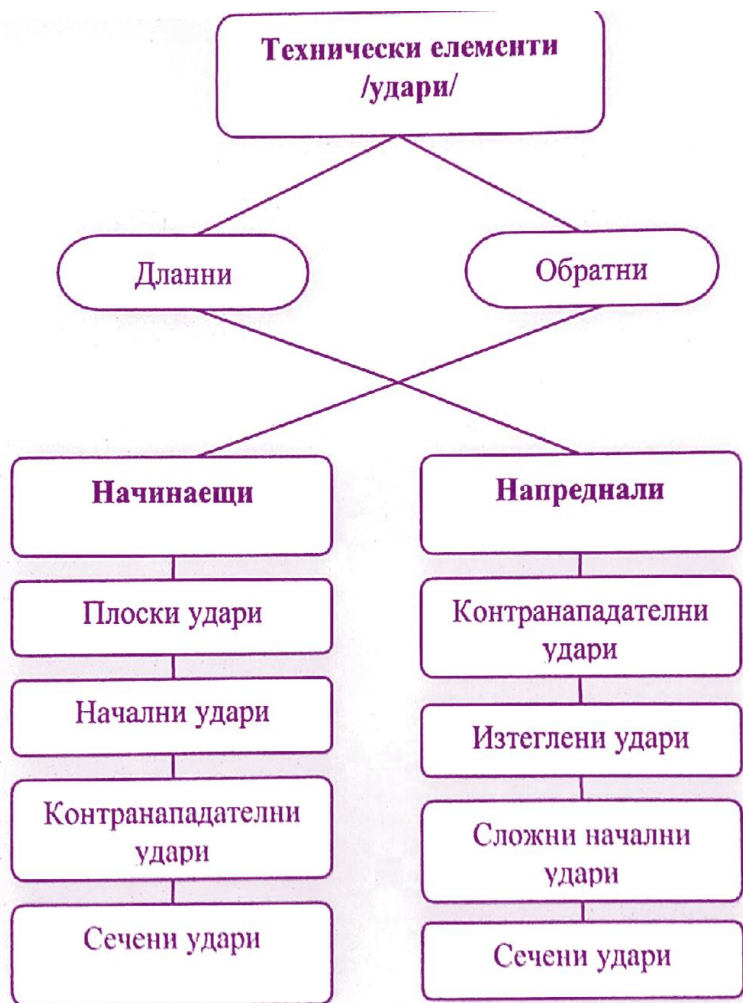 Технически елементи
/удари/
Дланни
Обратни
Начинаещи
Плоски удари
Начални удари
Контранападателни
удари
Сечени удари
Напреднали
Контранападателни
удари
Изтеглени удари
Сложни начални
удари
Сечени удари